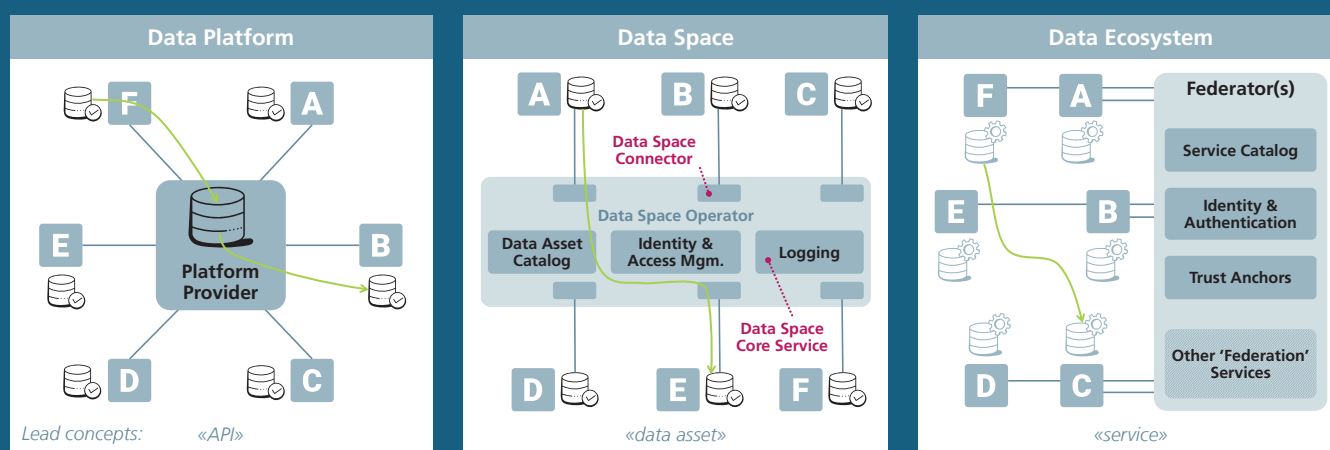 Data Platform
F
A
E
B
Platform
Provider
D
C
Lead concepts:
«API»
Data Space
A
B
C
Data Space
Connector
Data Space Operator
Data Asset
Catalog
Identity &
Access Mgm.
Logging
Data Space
Core Service
D
E
F
«data asset»
Data Ecosystem
F
A
Federator(s)
Service Catalog
E
B
Identity &
Authentication
Trust Anchors
Other 'Federation'
Services
D
C
«service»